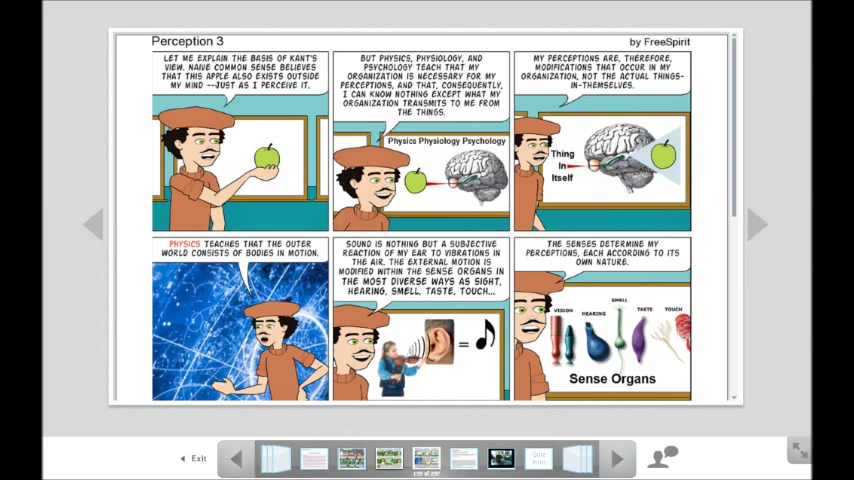 Perception 3
by FreeSpirit
LET ME EXPLAIN THE BASIS OF KANT'S
VIEW. NAIVE COMMON SENSE BELIEVES
THAT THIS APPLE ALSO EXISTS OUTSIDE
MY MIND --JUST AS I PERCEIVE IT.
BUT PHYSICS, PHYSIOLOGY, AND
PSYCHOLOGY TEACH THAT MY
ORGANIZATION IS NECESSARY FOR MY
PERCEPTIONS, AND THAT, CONSEQUENTLY,
I CAN KNOW NOTHING EXCEPT WHAT MY
ORGANIZATION TRANSMITS TO ME FROM
THE THINGS.
Physics Physiology Psychology
MY PERCEPTIONS ARE, THEREFORE,
MODIFICATIONS THAT OCCUR IN MY
ORGANIZATION, NOT THE ACTUAL THINGS-
IN-THEMSELVES.
Thing
In
Itself
PHYSICS TEACHES THAT THE OUTER
WORLD CONSISTS OF BODIES IN MOTION.
SOUND IS NOTHING BUT A SUBJECTIVE
REACTION OF MY EAR TO VIBRATIONS IN
THE AIR. THE EXTERNAL MOTION IS
MODIFIED WITHIN THE SENSE ORGANS IN
THE MOST DIVERSE WAYS AS SIGHT,
HEARING, SMELL, TASTE, TOUCH...
=
THE SENSES DETERMINE MY
PERCEPTIONS, EACH ACCORDING TO ITS
OWN NATURE.
VISION HEARING SMELL TASTE TOUCH
Sense Organs
Exit
Quiz
Intro